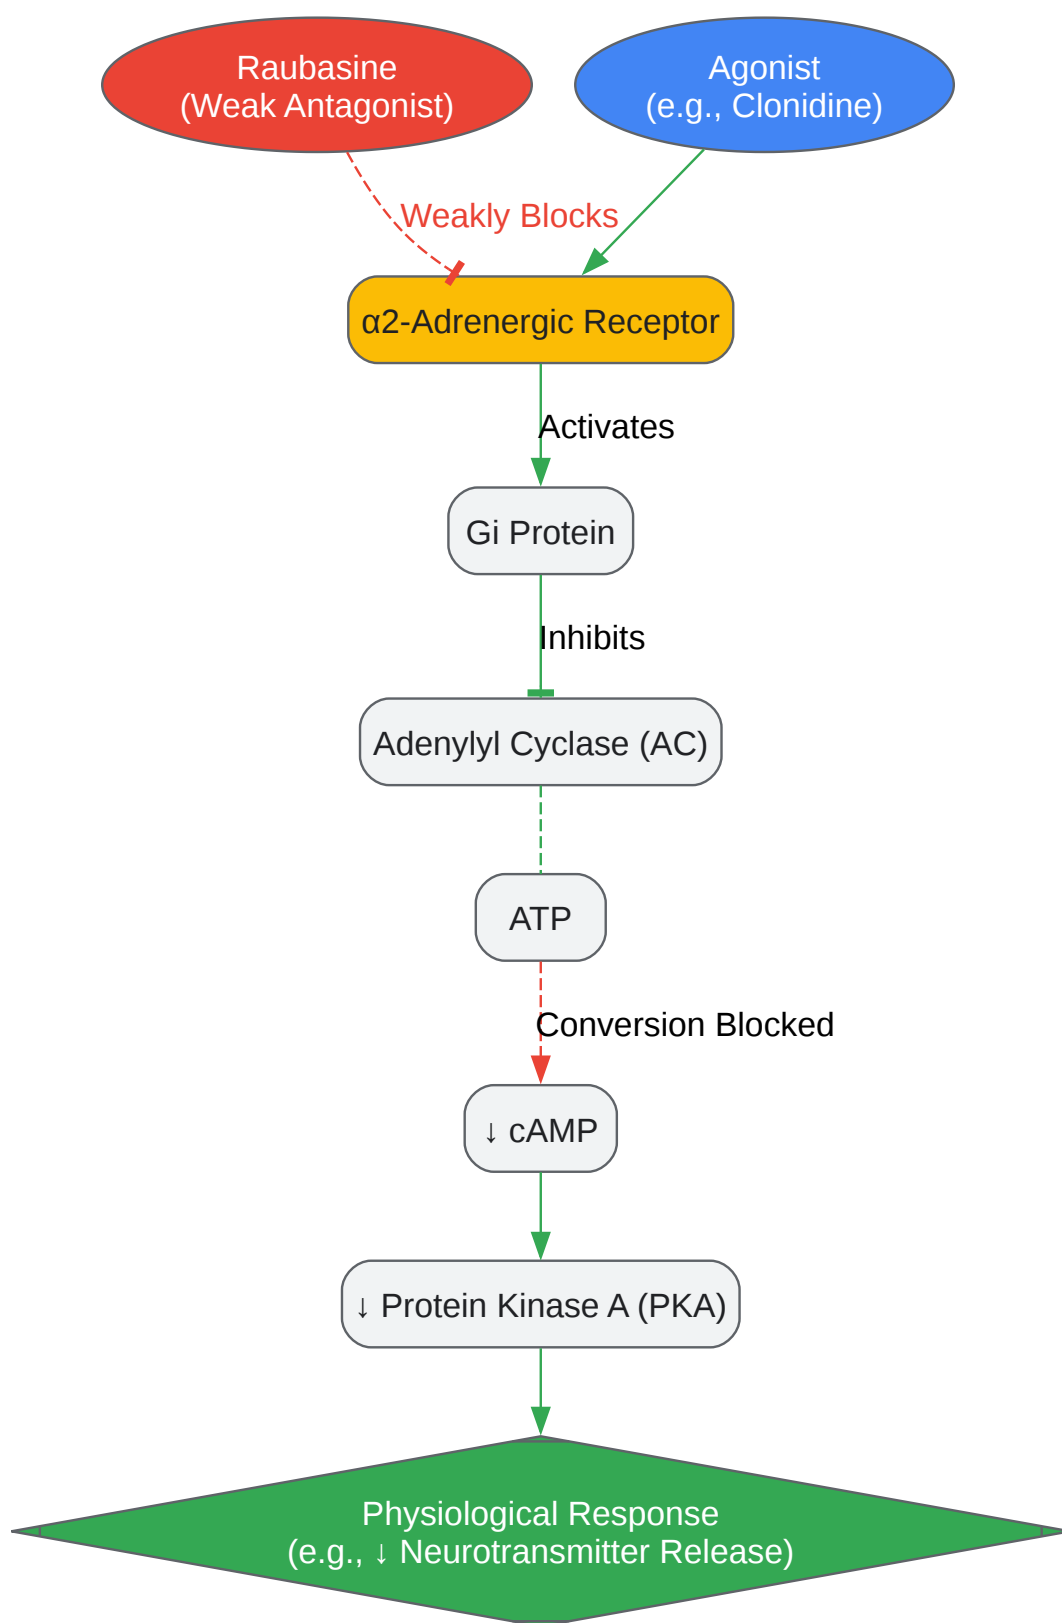 Raubasine
(Weak Antagonist)
Agonist
(e.g., Clonidine)
Weakly Blocks
α2-Adrenergic Receptor
Activates
Gi Protein
Inhibits
Adenylyl Cyclase (AC)
ATP
Conversion Blocked
↓ cAMP
↓ Protein Kinase A (PKA)
Physiological Response
(e.g., ↓ Neurotransmitter Release)